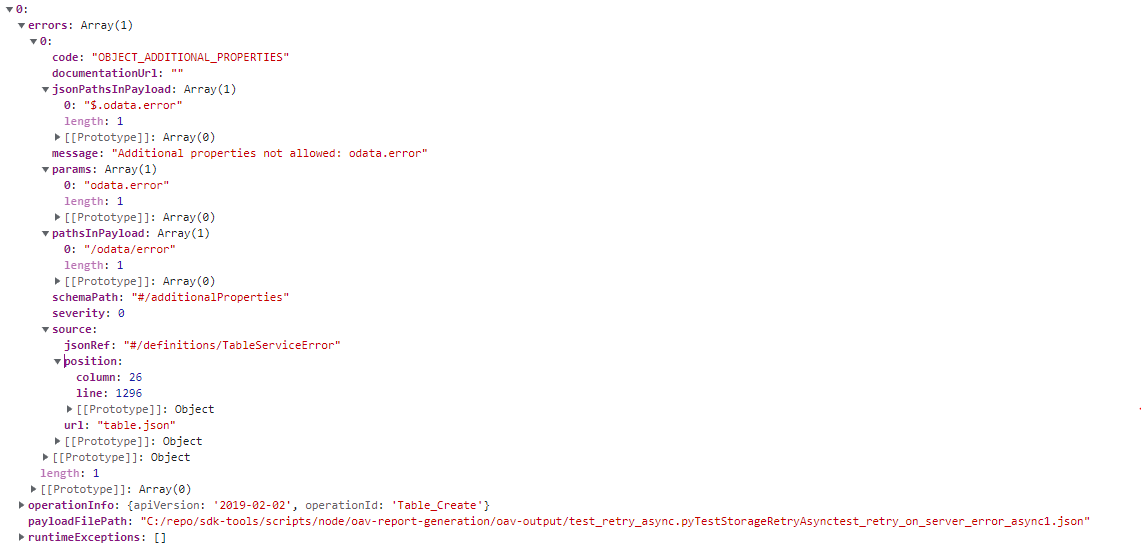 0:
errors: Array(1)
0:
code: "OBJECT_ADDITIONAL_PROPERTIES"
documentationUrl: ""
jsonPathsInPayload: Array(1)
0: "$.odata.error"
length: 1
[[Prototype]]: Array(0)
message: "Additional properties not allowed: odata.error"
params: Array(1)
0: "odata.error"
length: 1
[[Prototype]]: Array(0)
pathsInPayload: Array(1)
0: "/odata/error"
length: 1
[[Prototype]]: Array(0)
schemaPath: "#/additionalProperties"
severity: 0
source:
jsonRef: "#/definitions/TableServiceError"
position:
column: 26
line: 1296
[[Prototype]]: Object
url: "table.json"
[[Prototype]]: Object
[[Prototype]]: Object
length: 1
[[Prototype]]: Array(0)
operationInfo: {apiVersion: '2019-02-02', operationId: 'Table_Create'}
payloadFilePath: "C:/repo/sdk-tools/scripts/node/oav-report-generation/oav-output/test_retry_async.pyTestStorageRetryAsynctest_retry_on_server_error_async1.json"
runtimeExceptions: []